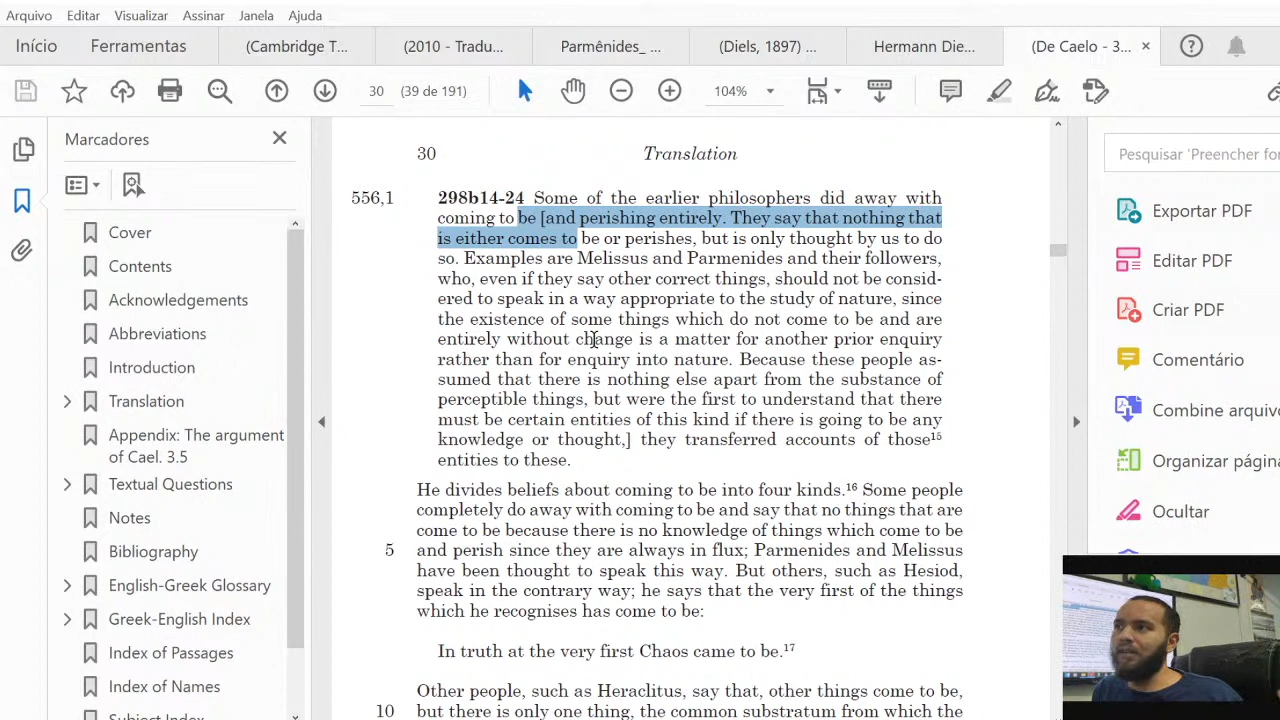 Arquivo Editar Visualizar Assinar Janela Ajuda
Início Ferramentas (Cambridge T... (2010 - Tradu... Parmênides_ ... (Diels, 1897) ... Hermann Die... (De Caelo - 3... ×
30 (39 de 191) 104%
Marcadores
Cover
Contents
Acknowledgements
Abbreviations
Introduction
Translation
Appendix: The argument
of Cael. 3.5
Textual Questions
Notes
Bibliography
English-Greek Glossary
Greek-English Index
Index of Passages
Index of Names
Subject Index
30 Translation
556,1 298b14-24 Some of the earlier philosophers did away with
coming to be [and perishing entirely. They say that nothing that
is either comes to be or perishes, but is only thought by us to do
so. Examples are Melissus and Parmenides and their followers,
who, even if they say other correct things, should not be consid-
ered to speak in a way appropriate to the study of nature, since
the existence of some things which do not come to be and are
entirely without change is a matter for another prior enquiry
rather than for enquiry into nature. Because these people as-
sumed that there is nothing else apart from the substance of
perceptible things, but were the first to understand that there
must be certain entities of this kind if there is going to be any
knowledge or thought,] they transferred accounts of those15
entities to these.
He divides beliefs about coming to be into four kinds.16 Some people
completely do away with coming to be and say that no things that are
come to be because there is no knowledge of things which come to be
5 and perish since they are always in flux; Parmenides and Melissus
have been thought to speak this way. But others, such as Hesiod,
speak in the contrary way; he says that the very first of the things
which he recognises has come to be:
In truth at the very first Chaos came to be.17
Other people, such as Heraclitus, say that, other things come to be,
10 but there is only one thing, the common substratum from which the
Pesquisar 'Preencher for
Exportar PDF
Editar PDF
Criar PDF
Comentário
Combine arquivo
Organizar págin
Ocultar